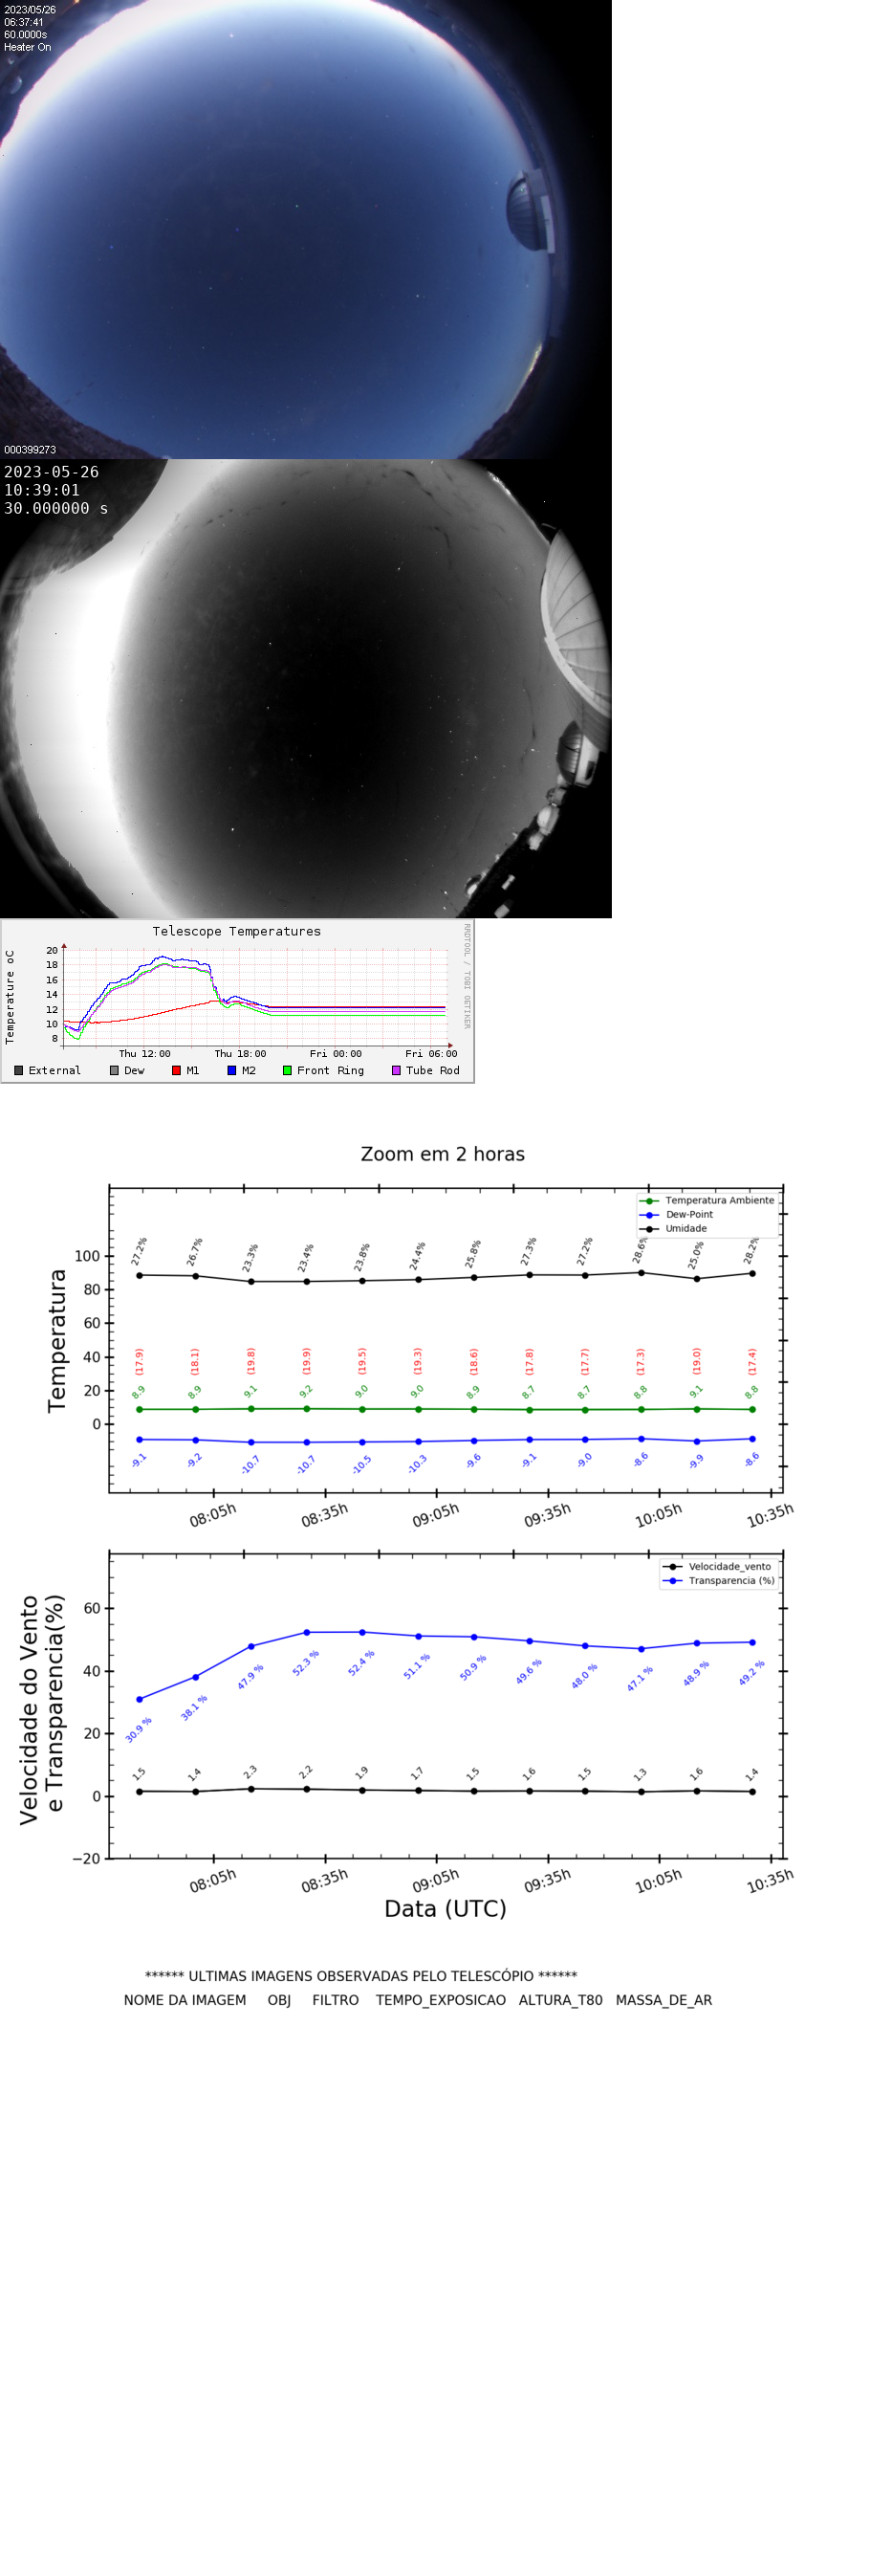 2023/05/26
06:37:41
60.0000s
Heater On
000399273
2023-05-26
10:39:01
30.000000 s
Telescope Temperatures
RRDTOOL / TOBI OETIKER
Temperature oC
20
18
16
14
12
10
8
Thu 12:00 Thu 18:00 Fri 00:00 Fri 06:00
External Dew M1 M2 Front Ring Tube Rod
Zoom em 2 horas
Temperatura Ambiente
Dew-Point
Umidade
Temperatura
100
80
60
40
20
0
27.2% 26.7% 23.3% 23.4% 23.8% 24.4% 25.8% 27.3% 27.2% 28.6% 25.0% 28.2%
(17.9) (18.1) (19.8) (19.9) (19.5) (19.3) (18.6) (17.8) (17.7) (17.3) (19.0) (17.4)
8.9 8.9 9.1 9.2 9.0 9.0 8.9 8.7 8.7 8.8 9.1 8.8
-9.1 -9.2 -10.7 -10.7 -10.5 -10.3 -9.6 -9.1 -9.0 -8.6 -9.9 -8.6
08:05h 08:35h 09:05h 09:35h 10:05h 10:35h
Velocidade_vento
Transparencia (%)
Velocidade do Vento
e Transparencia(%)
60
40
20
0
−20
30.9 % 38.1 % 47.9 % 52.3 % 52.4 % 51.1 % 50.9 % 49.6 % 48.0 % 47.1 % 48.9 % 49.2 %
1.5 1.4 2.3 2.2 1.9 1.7 1.5 1.6 1.5 1.3 1.6 1.4
08:05h 08:35h 09:05h 09:35h 10:05h 10:35h
Data (UTC)
****** ULTIMAS IMAGENS OBSERVADAS PELO TELESCÓPIO ******
NOME DA IMAGEM OBJ FILTRO TEMPO_EXPOSICAO ALTURA_T80 MASSA_DE_AR